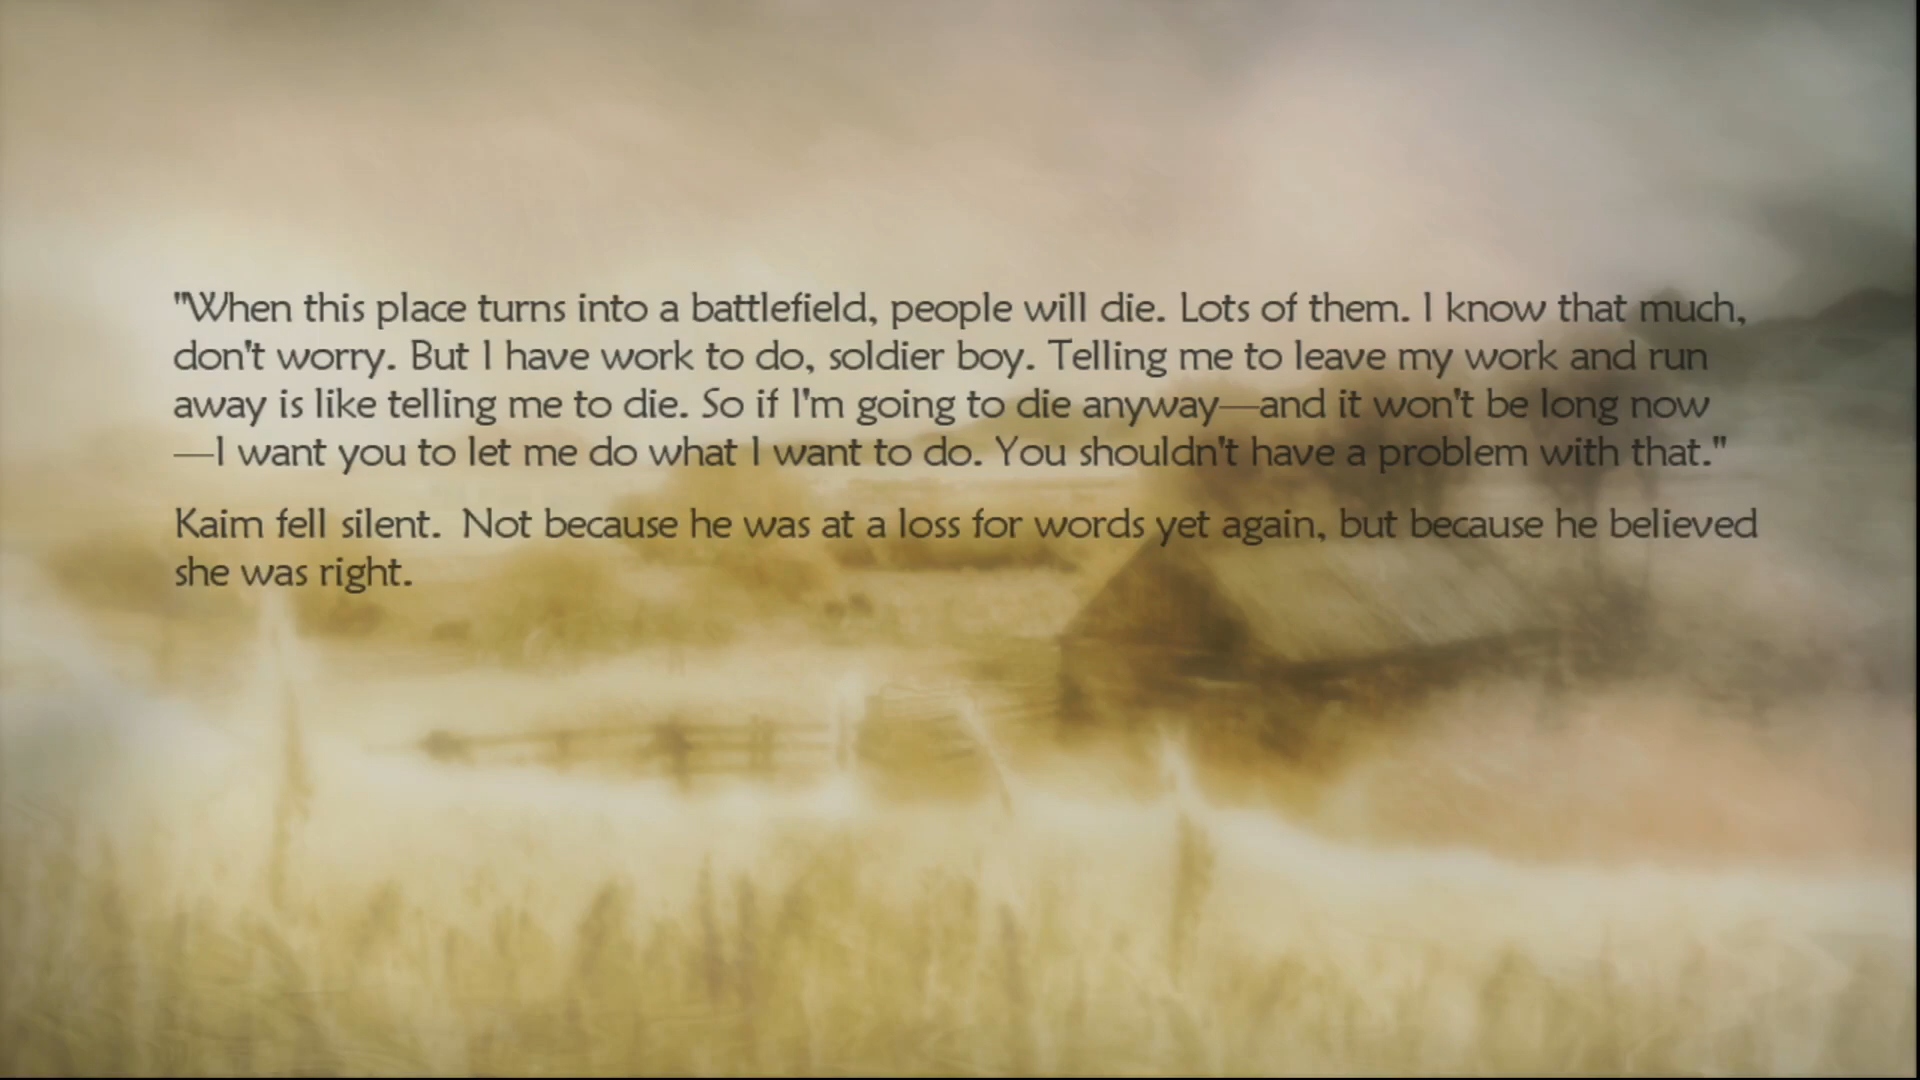 "When this place turns into a battlefield, people will die. Lots of them. I know that much,
don't worry. But I have work to do, soldier boy. Telling me to leave my work and run
away is like telling me to die. So if I'm going to die anyway—and it won't be long now
—I want you to let me do what I want to do. You shouldn't have a problem with that."
Kaim fell silent.  Not because he was at a loss for words yet again, but because he believed
she was right.